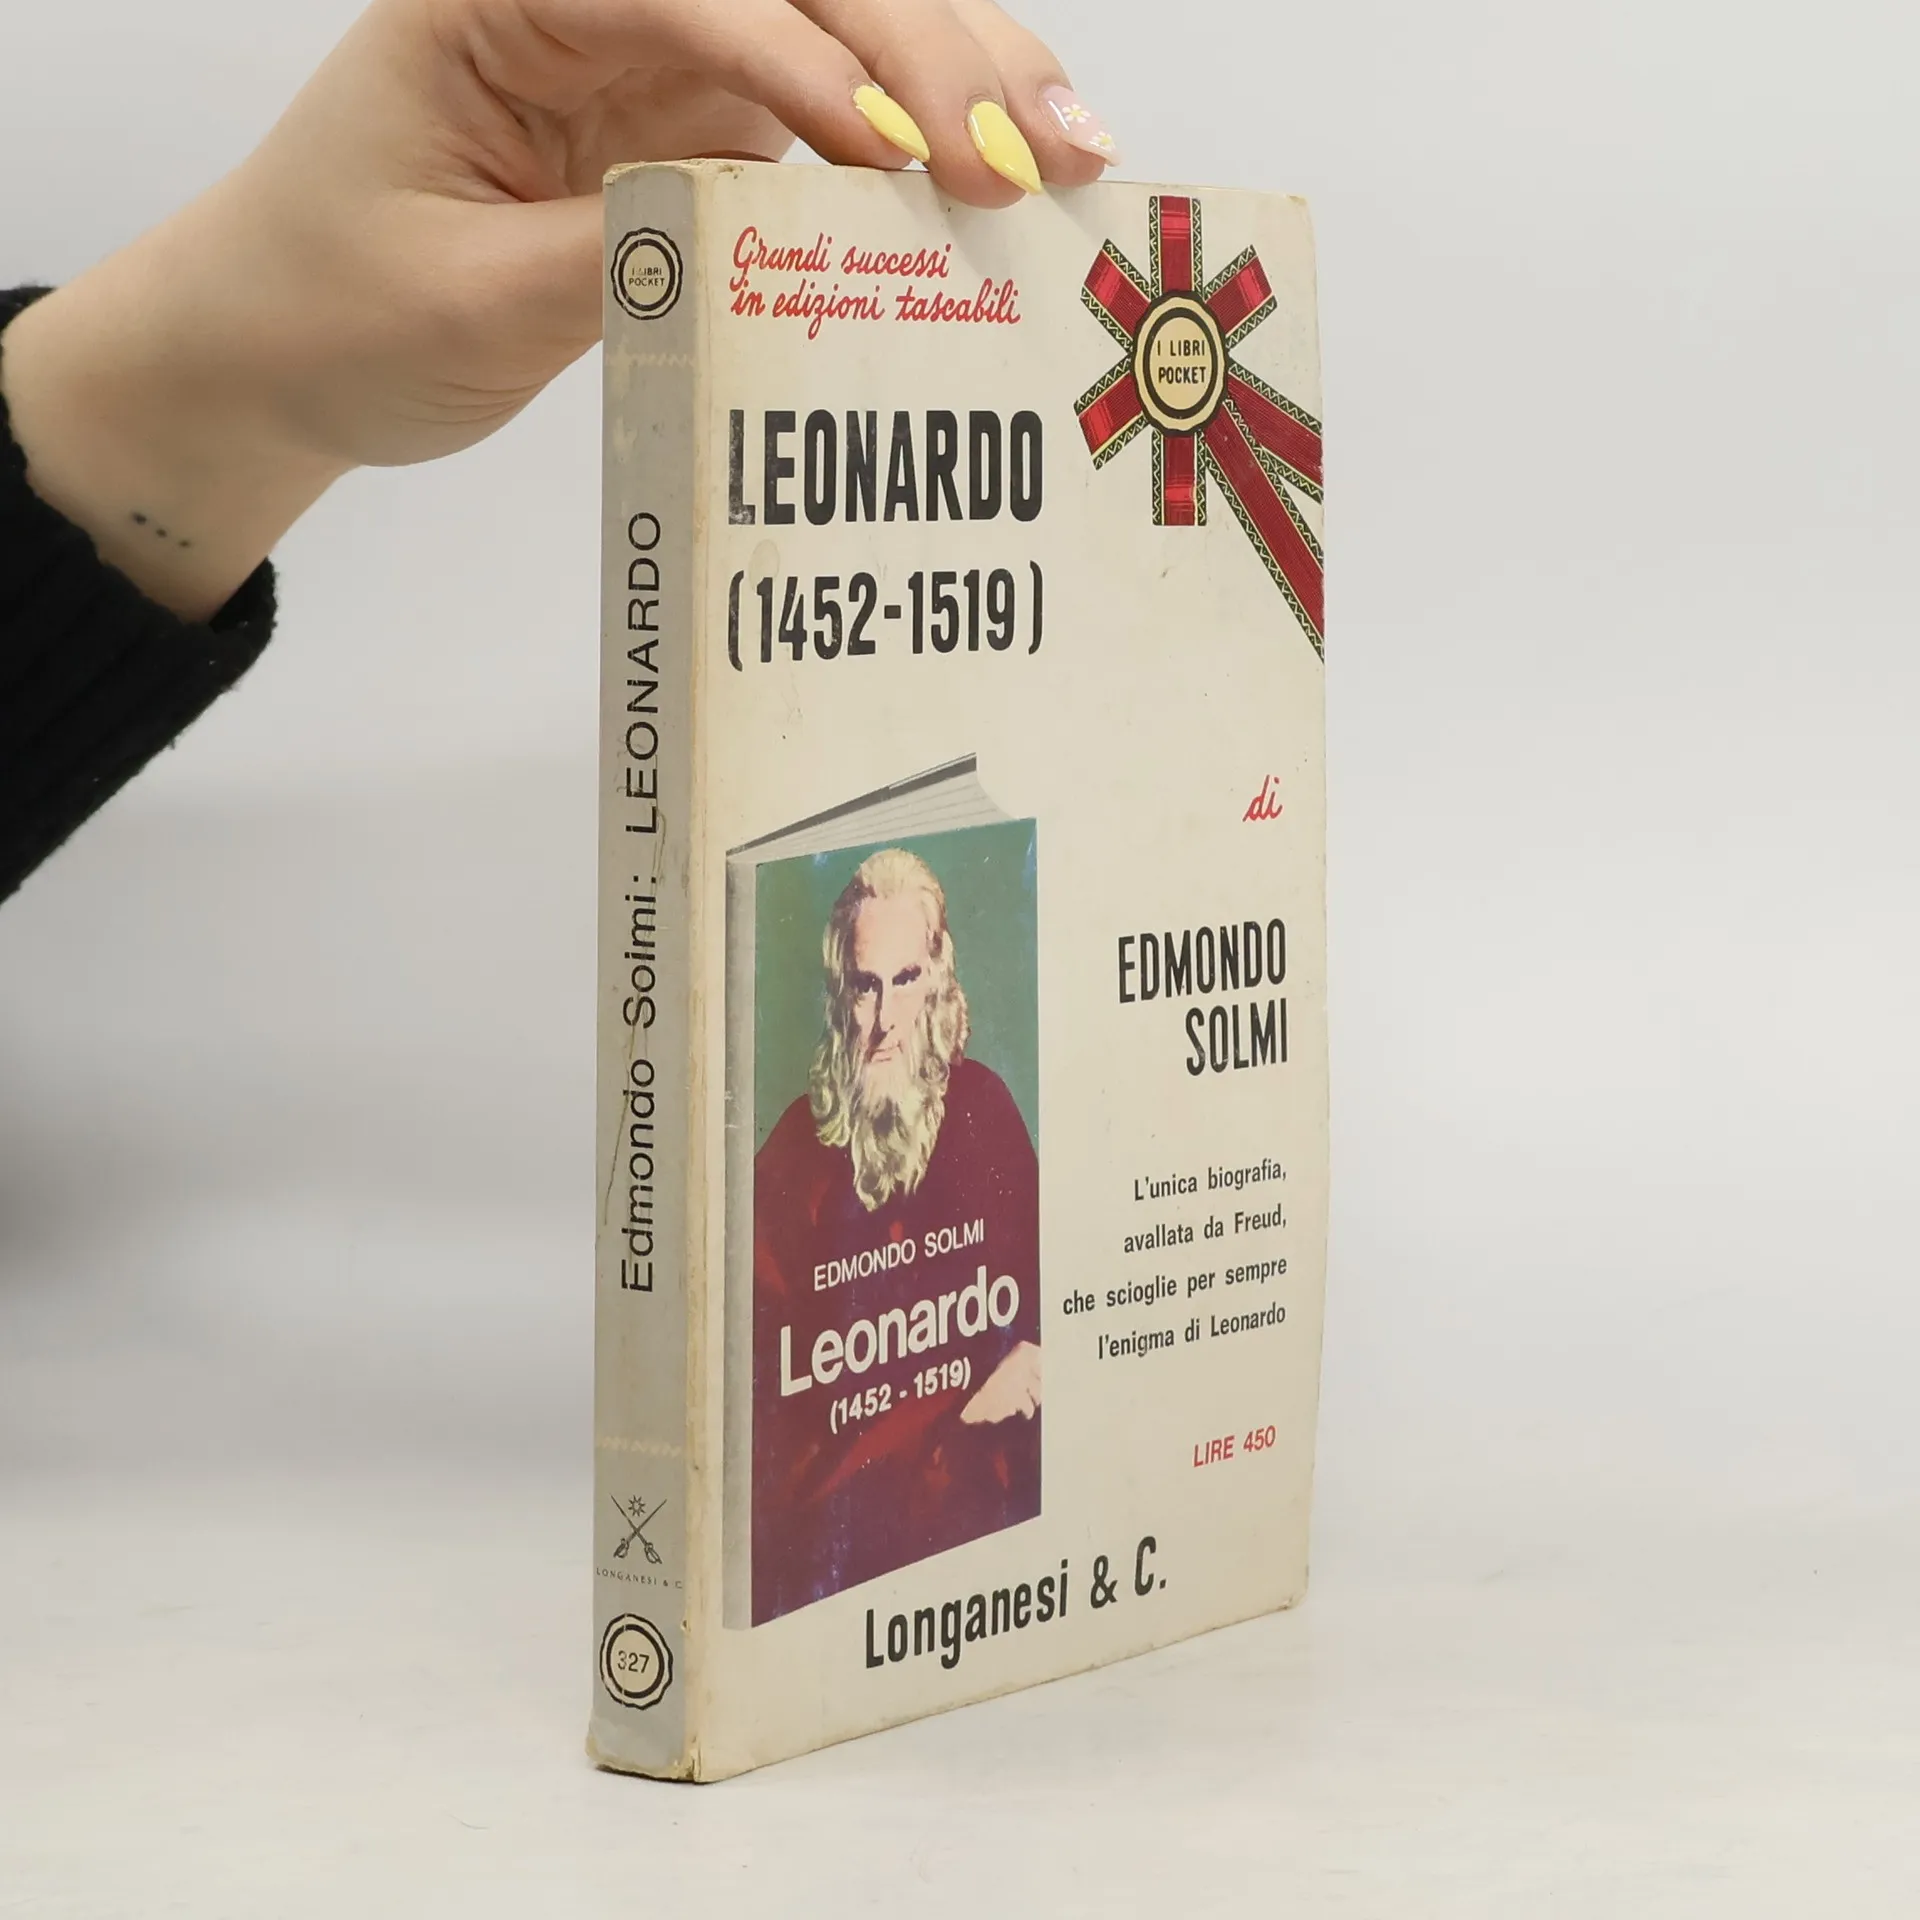 I LIBRI
POCKET
Edmondo Solmi: LEONARDO
LONGANESI & C
327
Grandi successi
in edizioni tascabili
I LIBRI
POCKET
LEONARDO
(1452-1519)
di
EDMONDO
SOLMI
L'unica biografia,
avallata da Freud,
che scioglie per sempre
l'enigma di Leonardo
LIRE 450
EDMONDO SOLMI
Leonardo
(1452 - 1519)
Longanesi & C.